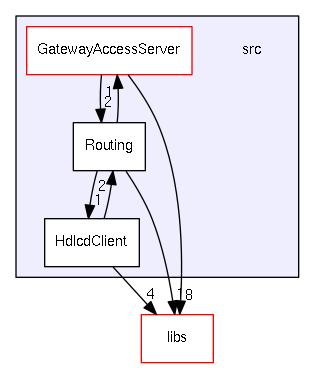 GatewayAccessServer
src
1
2
Routing
2
1
HdlcdClient
4
18
libs